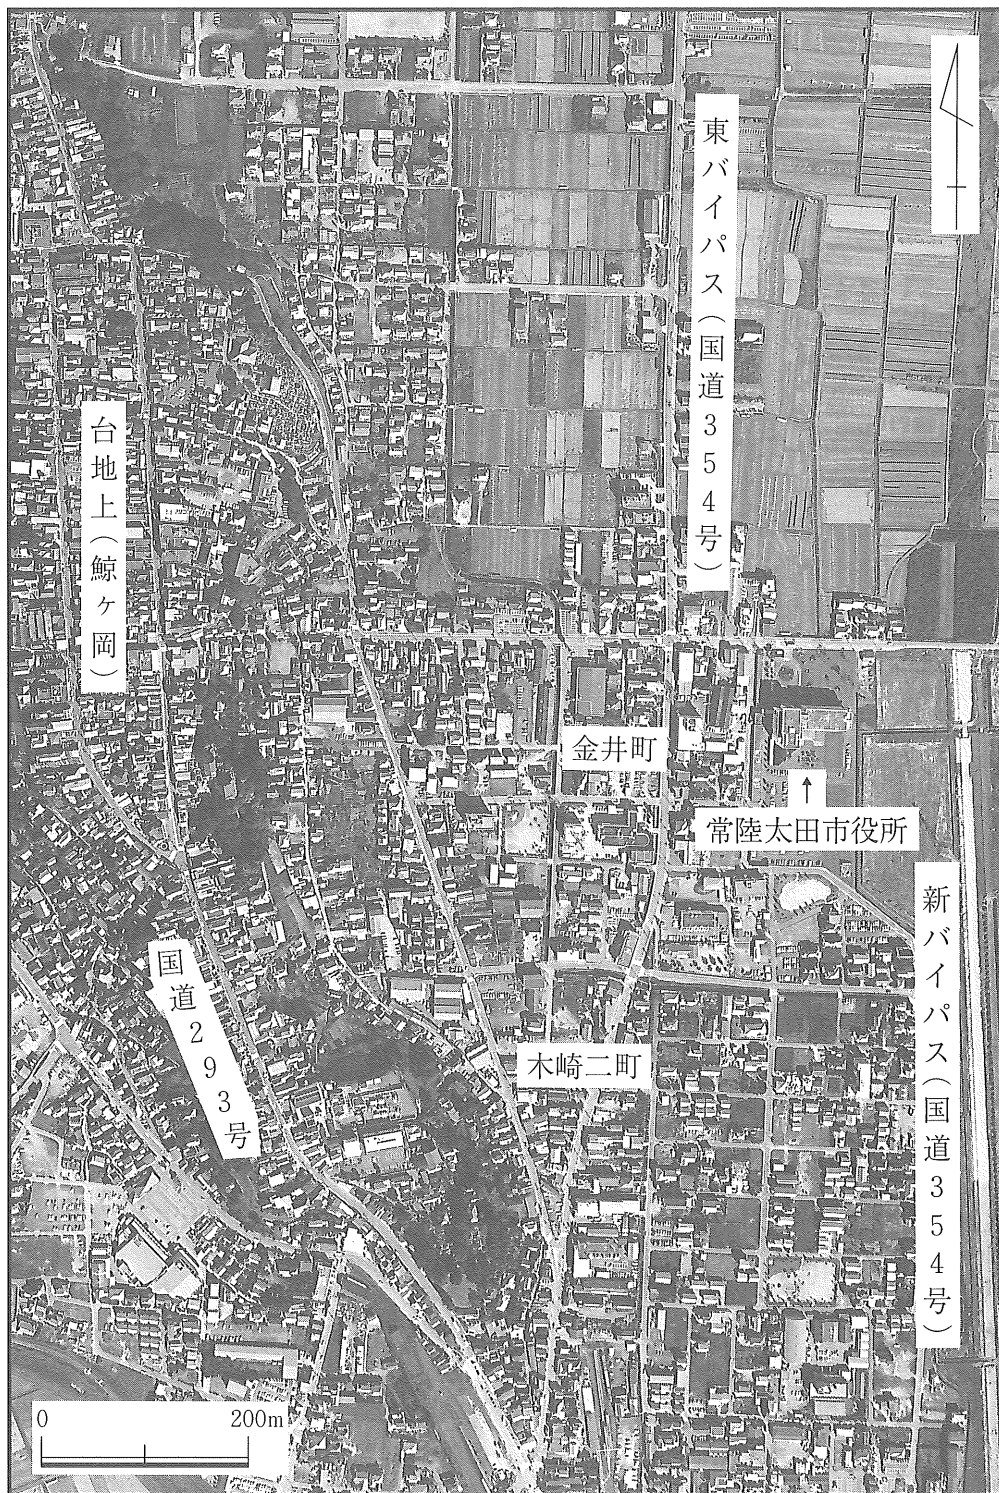 東バイパス(国道354号)
台地上(鯨ヶ岡)
金井町
↑
常陸太田市役所
新バイパス(国道354号)
国道293号
木崎二町
0 200m